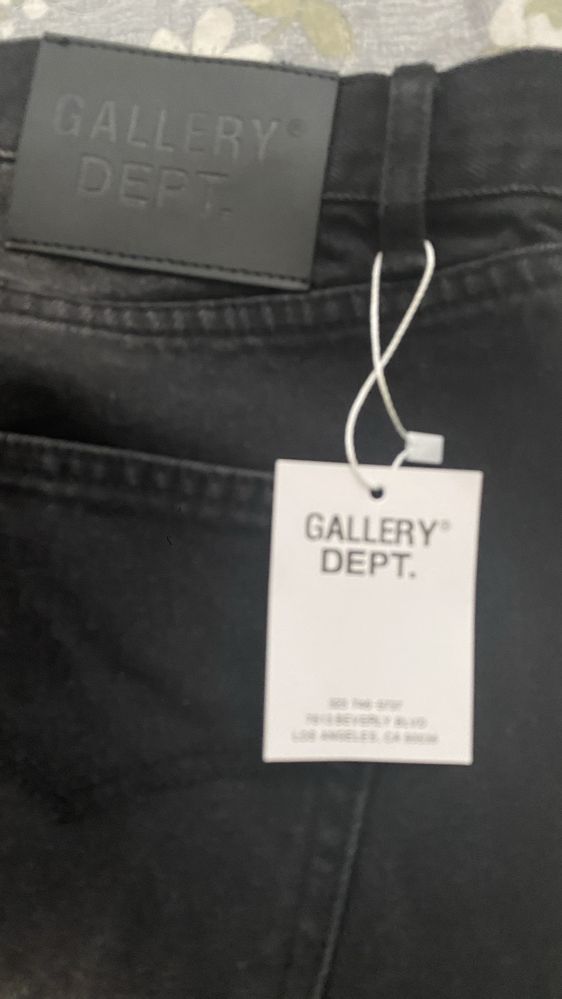 GALLERY®
DEPT.
GALLERY®
DEPT.
BEVERLY BLVD
LOS ANGELES, CA